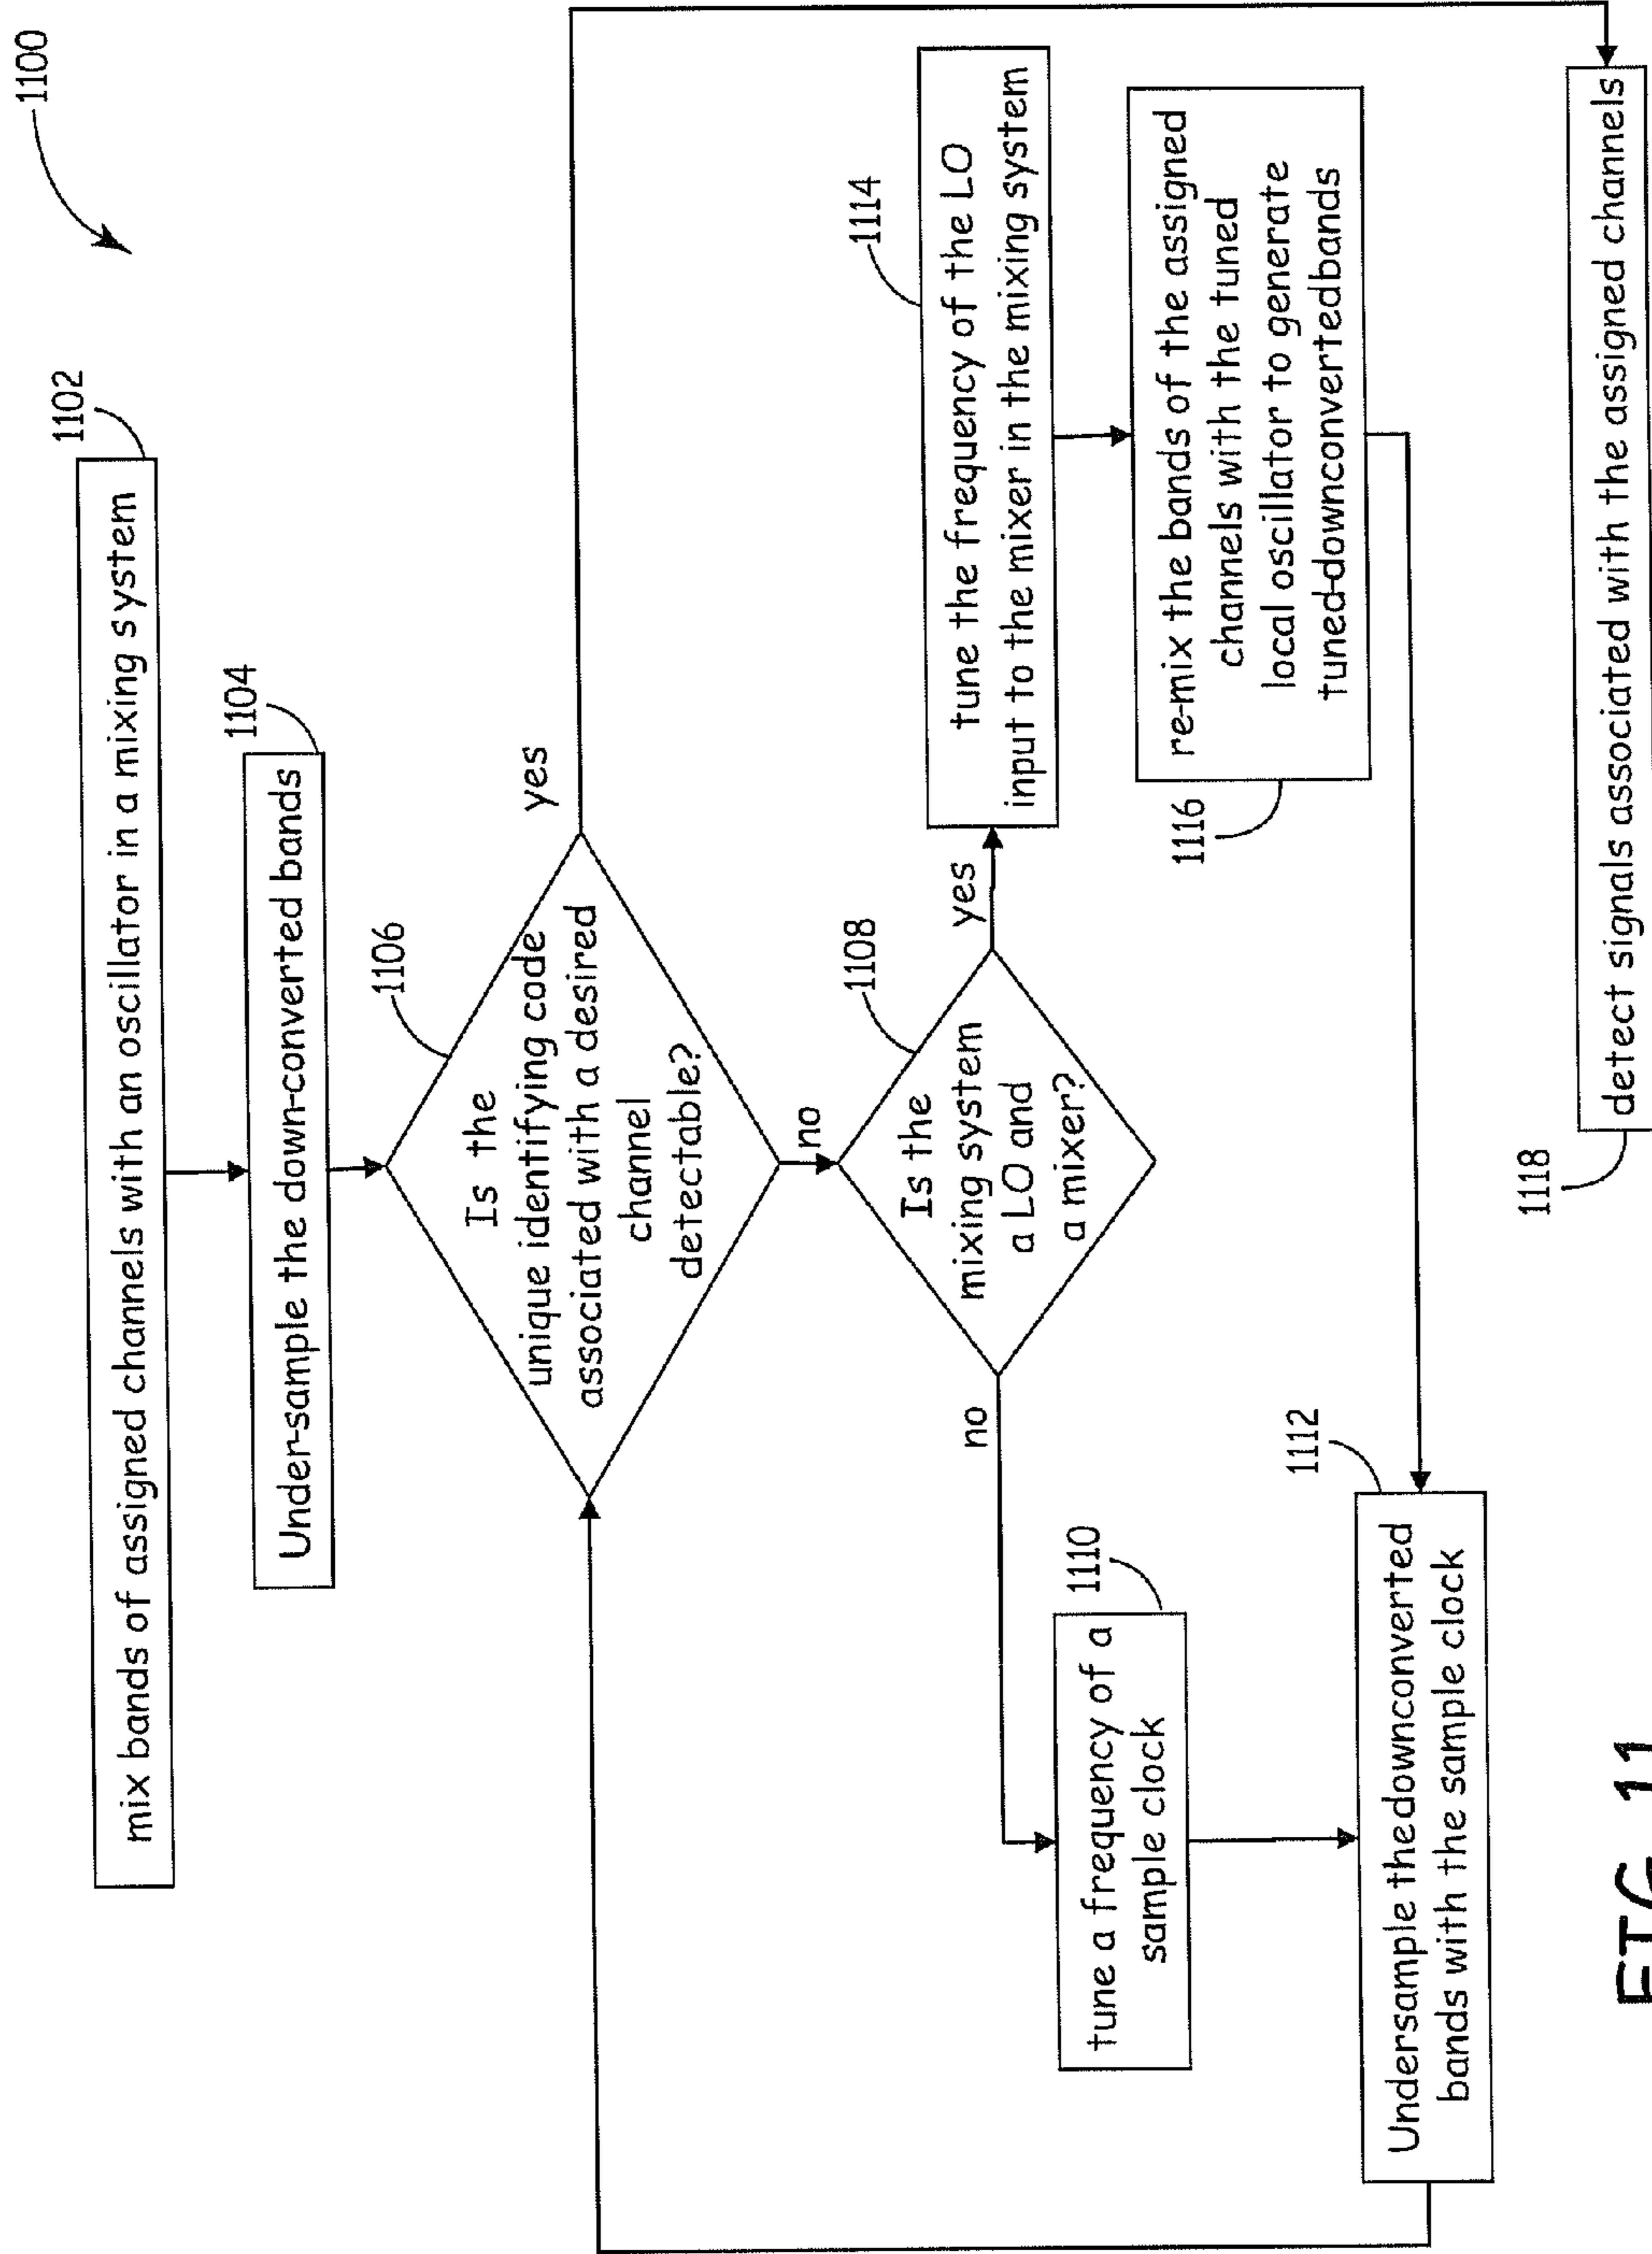 1100
1102
mix bands of assigned channels with an oscillator in a mixing system
1104
Under-sample the down-converted bands
1106
Is the
unique identifying code
associated with a desired
channel
detectable?
yes
no
1108
Is the
mixing system
a LO and
a mixer?
yes
no
1114
tune the frequency of the LO
input to the mixer in the mixing system
1116
re-mix the bands of the assigned
channels with the tuned
local oscillator to generate
tuned-downconvertedbands
1110
tune a frequency of a
sample clock
1112
Undersample thedownconverted
bands with the sample clock
1118
detect signals associated with the assigned channels
FIG 11